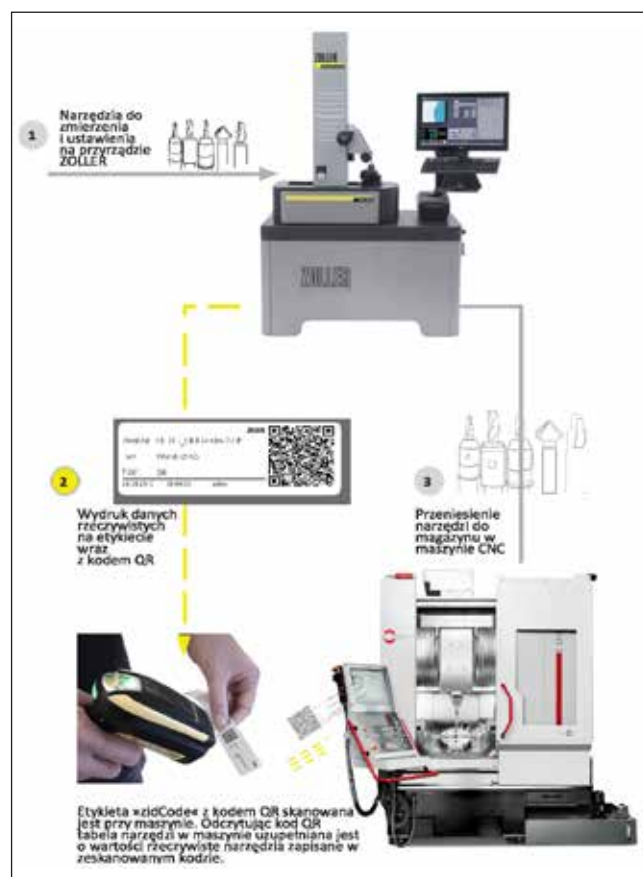 ZOLLER
1
Narzędzia do
zmierzenia
i ustawienia
na przyrządzie
ZOLLER
ZOLLER
2
Wydruk danych
rzeczywistych
na etykiecie
wraz
z kodem QR
3
Przeniesienie
narzędzi do
magazynu w
maszynie CNC
Etykieta »zidCode« z kodem QR skanowana
jest przy maszynie. Odczytując kod QR
tabela narzędzi w maszynie uzupełniana jest
o wartości rzeczywiste narzędzia zapisane w
zeskanowanym kodzie.